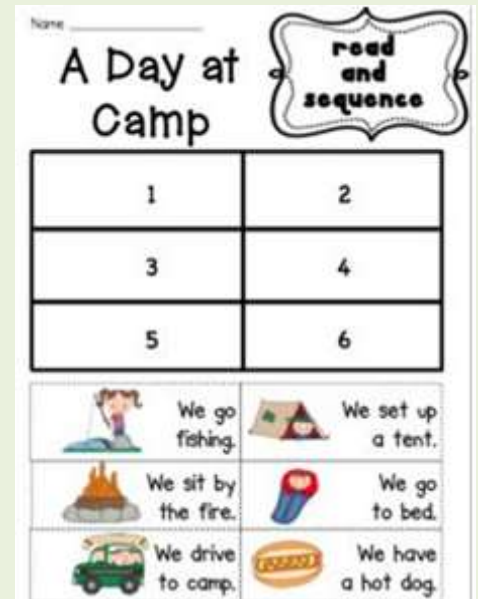 Name
A Day at
Camp
read
and
sequence
1
2
3
4
5
6
We go
fishing.
We set up
a tent.
We sit by
the fire.
We go
to bed.
We drive
to camp.
We have
a hot dog.